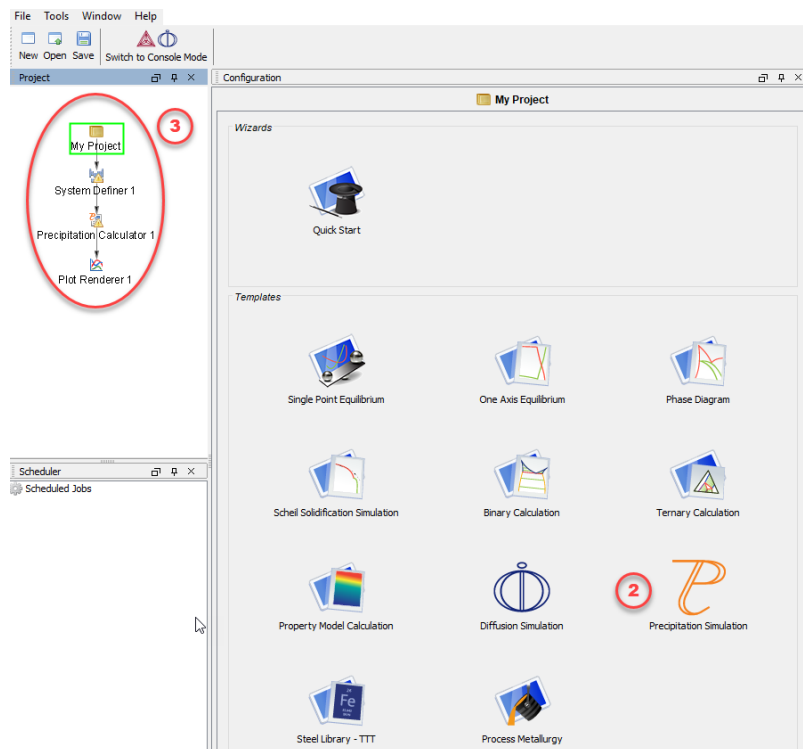 File Tools Window Help
New Open Save Switch to Console Mode
Project
Configuration
My Project
3
My Project
System Definer 1
Precipitation Calculator 1
Plot Renderer 1
Wizards
Quick Start
Templates
Single Point Equilibrium
One Axis Equilibrium
Phase Diagram
Scheil Solidification Simulation
Binary Calculation
Ternary Calculation
Scheduler
Scheduled Jobs
Property Model Calculation
Diffusion Simulation
2
Precipitation Simulation
Fe
Steel Library - TTT
Process Metallurgy